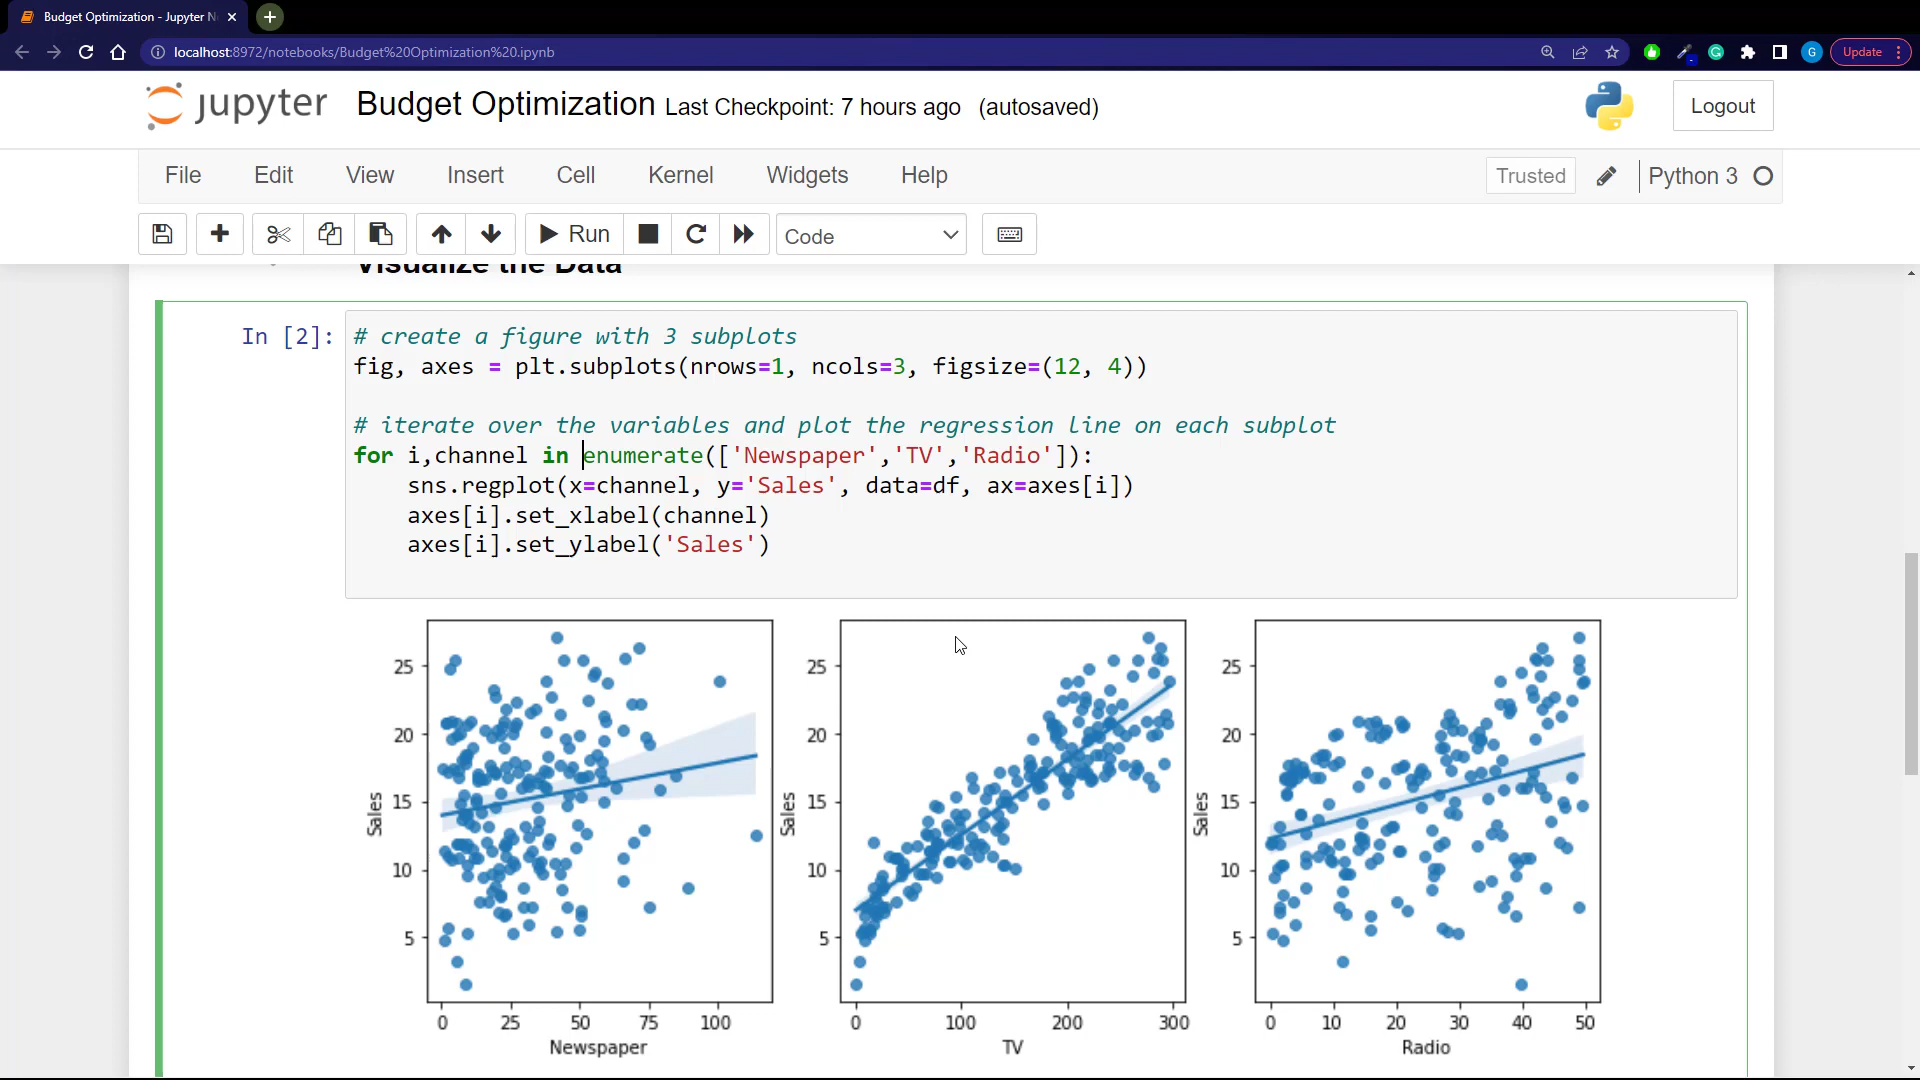 Budget Optimization - Jupyter N
localhost:8972/notebooks/Budget%20Optimization%20.ipynb
G
Update
jupyter Budget Optimization Last Checkpoint: 7 hours ago (autosaved)
Logout
File Edit View Insert Cell Kernel Widgets Help
Trusted
Python 3
Run
Code
Visualize the Data
In [2]:
# create a figure with 3 subplots
fig, axes = plt.subplots(nrows=1, ncols=3, figsize=(12, 4))
# iterate over the variables and plot the regression line on each subplot
for i,channel in enumerate(['Newspaper','TV','Radio']):
    sns.regplot(x=channel, y='Sales', data=df, ax=axes[i])
    axes[i].set_xlabel(channel)
    axes[i].set_ylabel('Sales')
25
20
15
10
5
Sales
0 25 50 75 100
Newspaper
25
20
15
10
5
Sales
0 100 200 300
TV
25
20
15
10
5
Sales
0 10 20 30 40 50
Radio